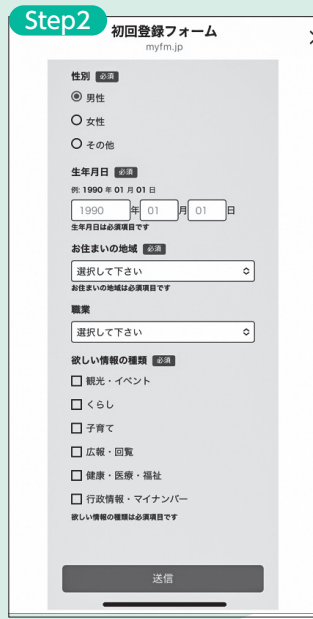 Step2
初回登録フォーム
myfm.jp
性別 必須
男性
女性
その他
生年月日 必須
例: 1990 年 01 月 01 日
1990 年 01 月 01 日
生年月日は必須項目です
お住まいの地域 必須
選択して下さい
お住まいの地域は必須項目です
職業
選択して下さい
欲しい情報の種類 必須
観光・イベント
くらし
子育て
広報・回覧
健康・医療・福祉
行政情報・マイナンバー
欲しい情報の種類は必須項目です
送信